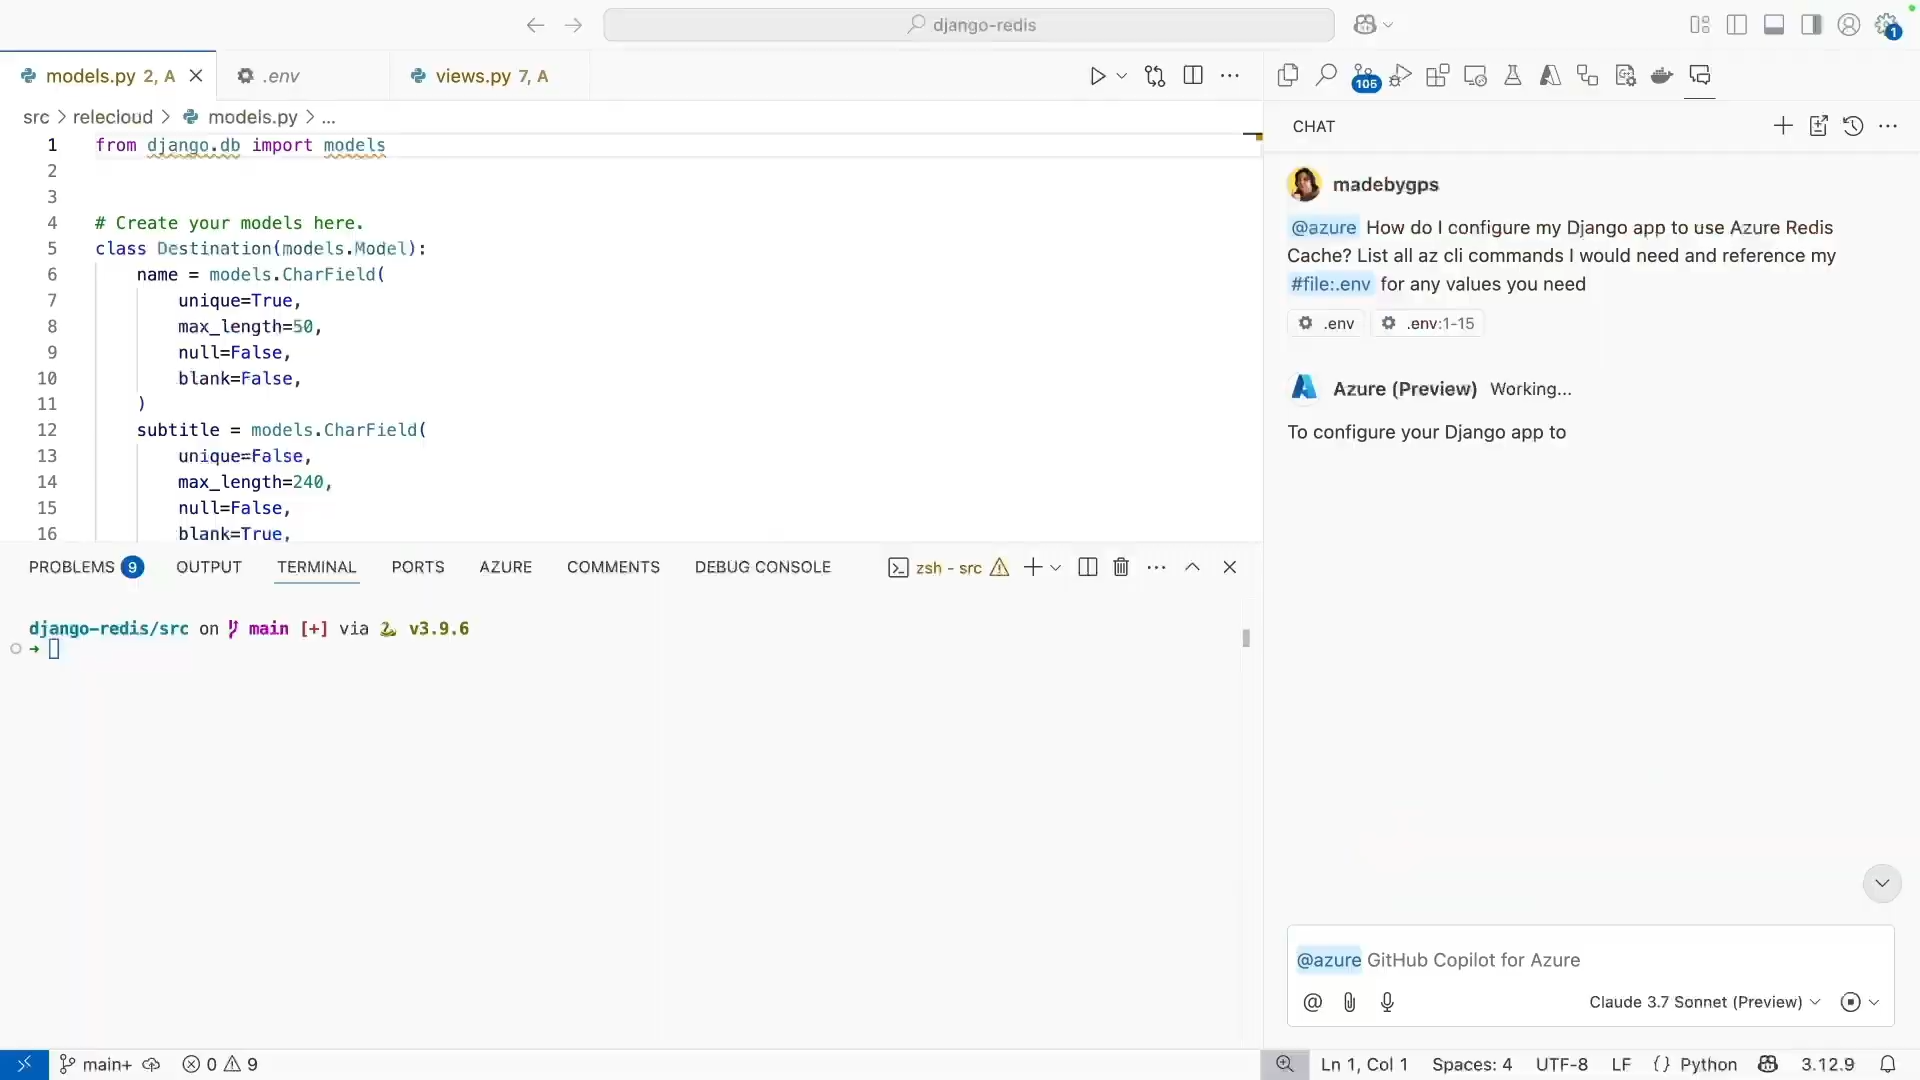 django-redis
1
models.py 2, A
.env
views.py 7, A
105
src > relecloud > models.py > ...
CHAT
1 from django.db import models
2
3
4 # Create your models here.
5 class Destination(models.Model):
6 name = models.CharField(
7 unique=True,
8 max_length=50,
9 null=False,
10 blank=False,
11 )
12 subtitle = models.CharField(
13 unique=False,
14 max_length=240,
15 null=False,
16 blank=True,
madebygps
@azure How do I configure my Django app to use Azure Redis
Cache? List all az cli commands I would need and reference my
#file:.env for any values you need
.env .env:1-15
Azure (Preview) Working...
To configure your Django app to
PROBLEMS 9 OUTPUT TERMINAL PORTS AZURE COMMENTS DEBUG CONSOLE zsh - src
django-redis/src on main [+] via v3.9.6
@azure GitHub Copilot for Azure
Claude 3.7 Sonnet (Preview)
main+ 0 9 Ln 1, Col 1 Spaces: 4 UTF-8 LF {} Python 3.12.9